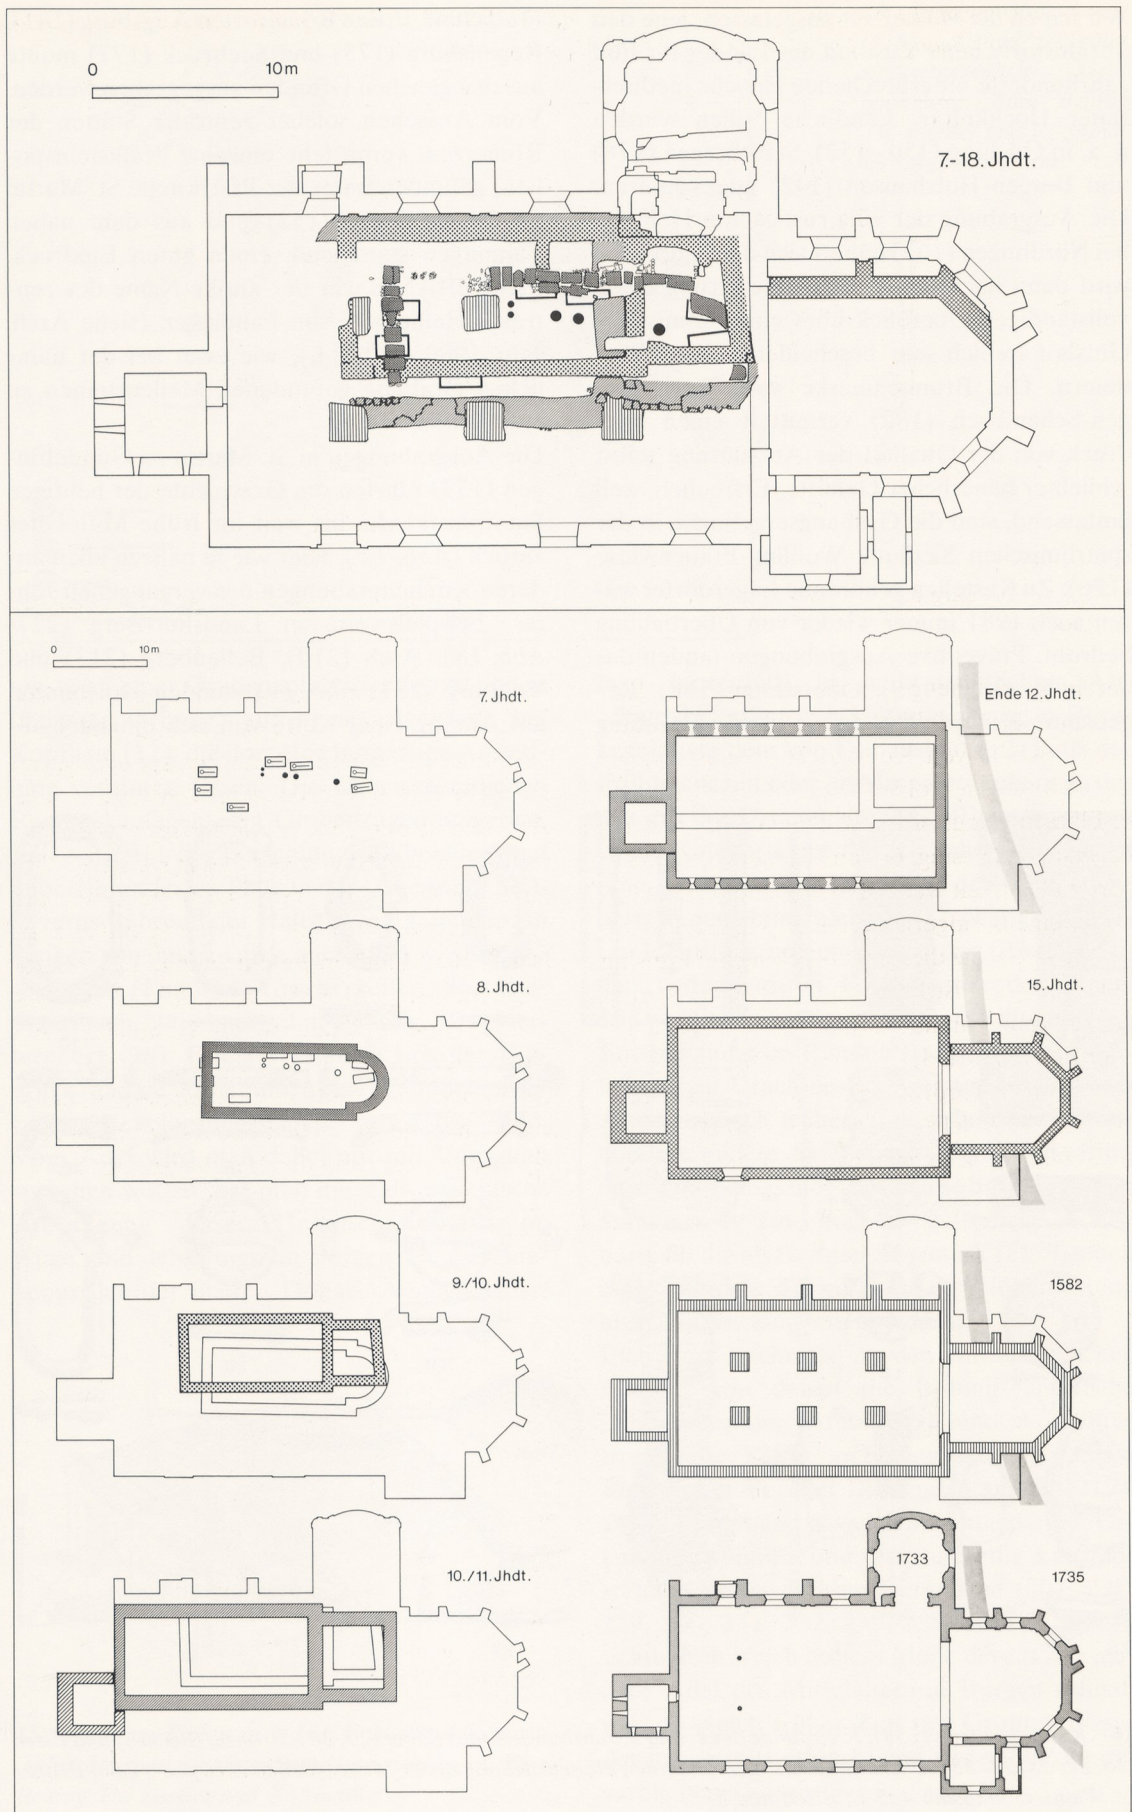 0 10m
7.-18. Jhdt.
0 10m
7. Jhdt.
8. Jhdt.
9./10. Jhdt.
10./11. Jhdt.
Ende 12. Jhdt.
15. Jhdt.
1582
1733
1735